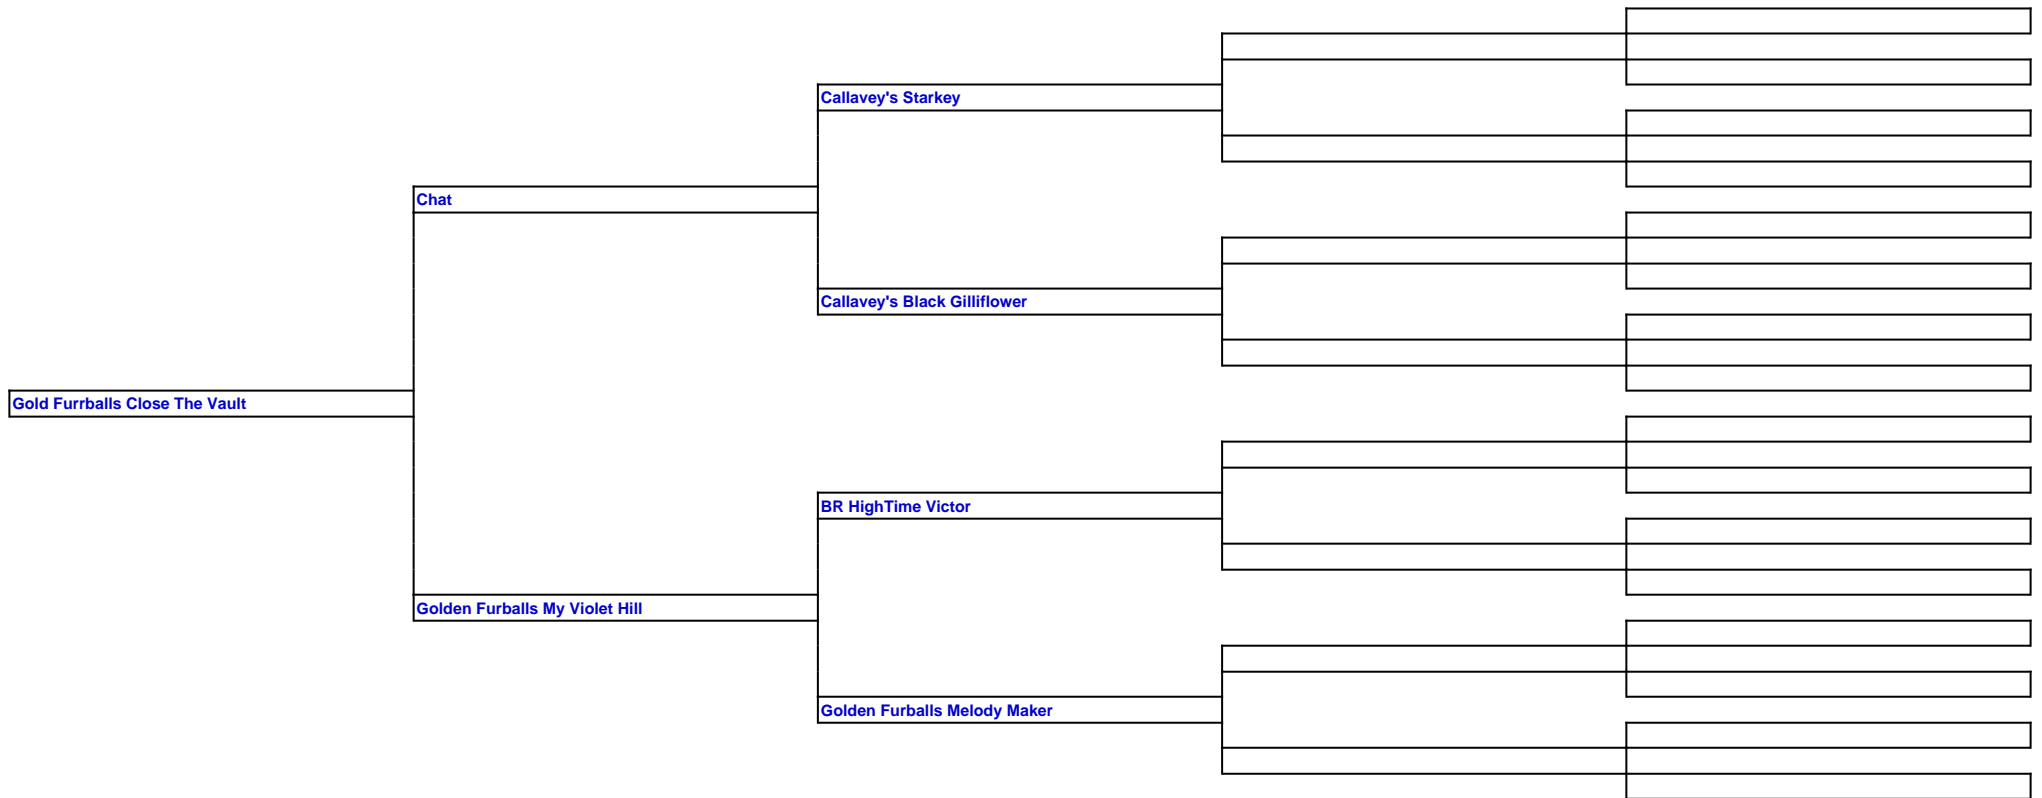 Callavey's Starkey
Chat
Callavey's Black Gilliflower
Gold Furrballs Close The Vault
BR HighTime Victor
Golden Furballs My Violet Hill
Golden Furballs Melody Maker